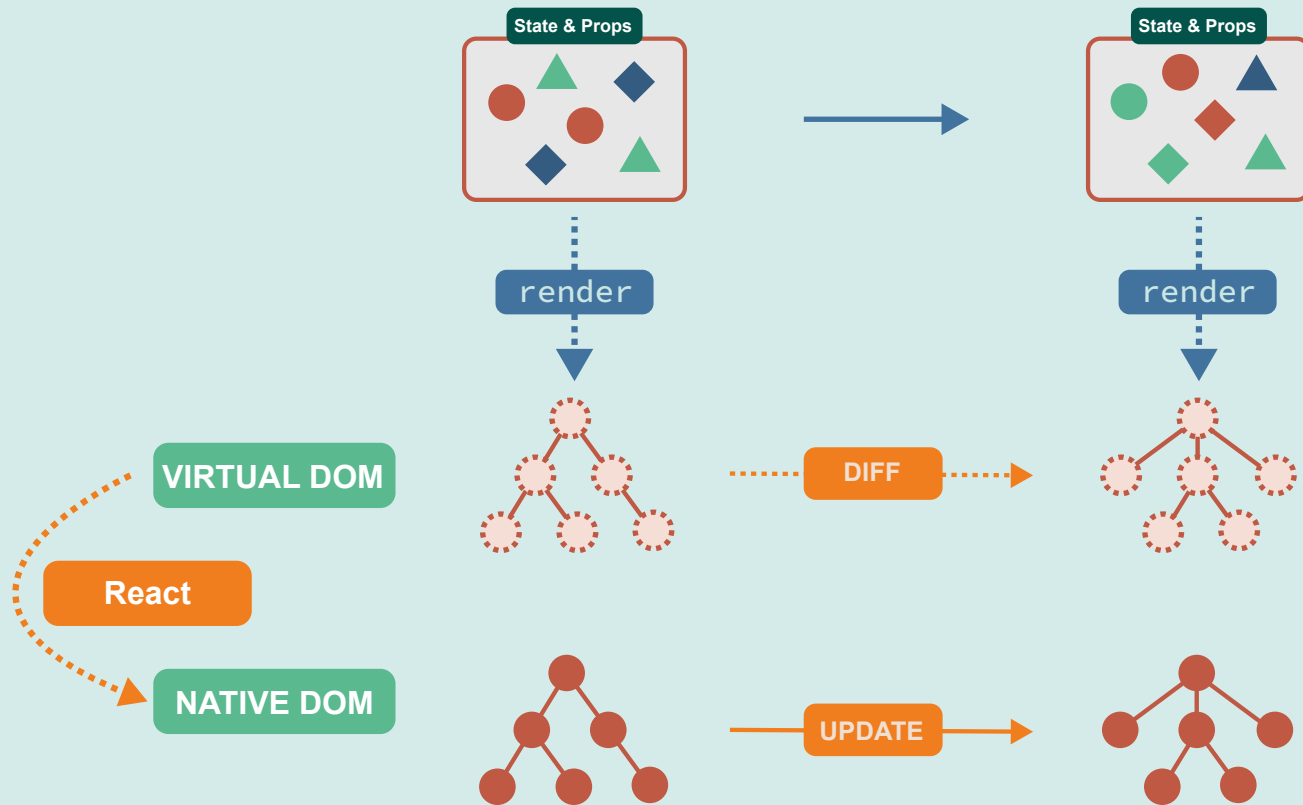 State & Props
State & Props
render
render
VIRTUAL DOM
DIFF
React
NATIVE DOM
UPDATE